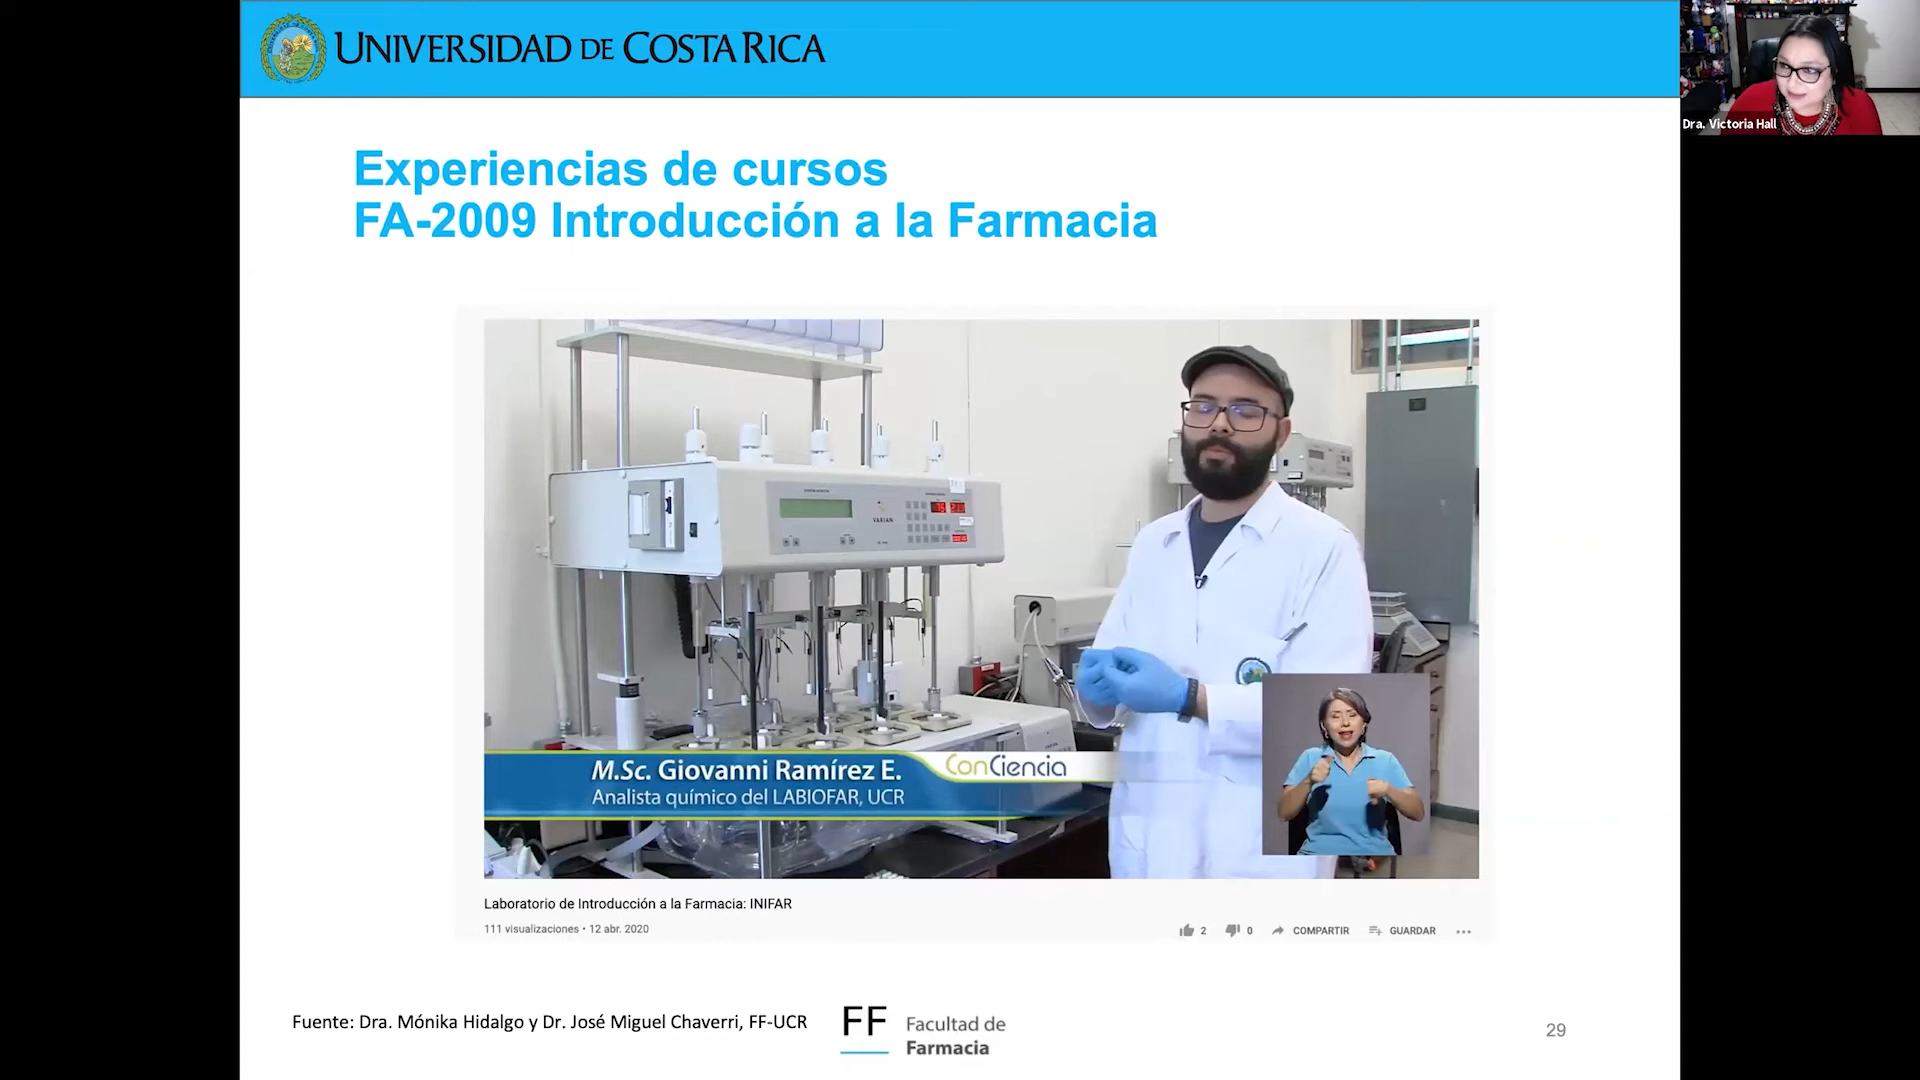 UNIVERSIDAD DE COSTA RICA
Dra. Victoria Hall
Experiencias de cursos
FA-2009 Introducción a la Farmacia
VARIAN
M.Sc. Giovanni Ramírez E.
ConCiencia
Analista químico del LABIOFAR, UCR
Laboratorio de Introducción a la Farmacia: INIFAR
111 visualizaciones • 12 abr. 2020
2 0 COMPARTIR GUARDAR
Fuente: Dra. Mónika Hidalgo y Dr. José Miguel Chaverri, FF-UCR
FF Facultad de
Farmacia
29